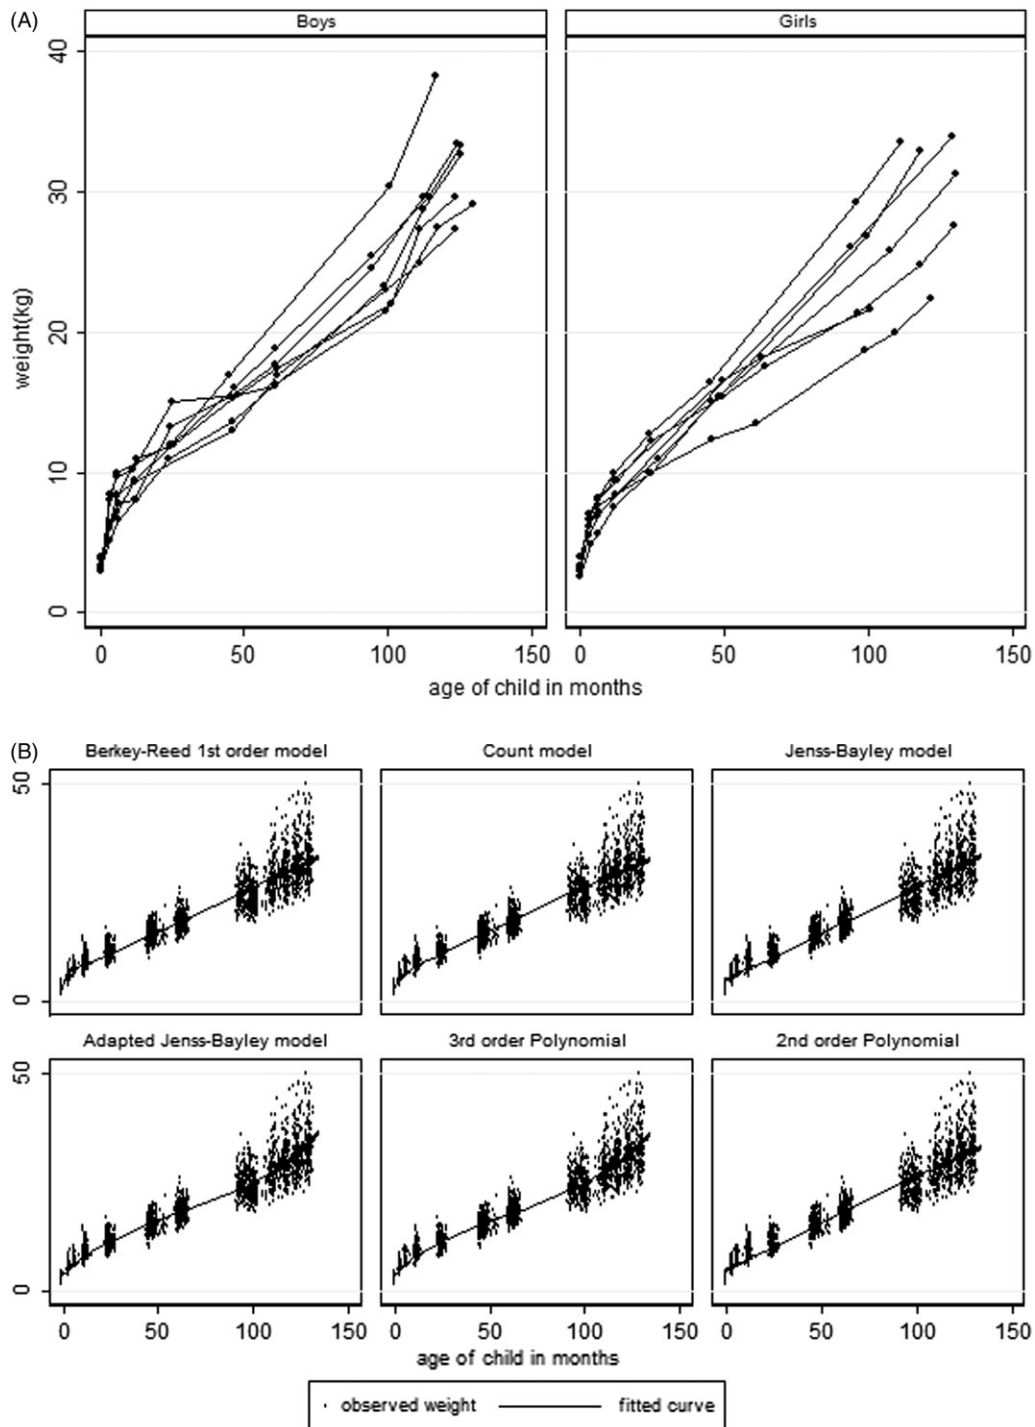 (A)
Boys Girls
40
30
20
10
0
weight(kg)
0 50 100 150 0 50 100 150
age of child in months
(B)
Berkey-Reed 1st order model Count model Jenss-Bayley model
50
0
Adapted Jenss-Bayley model 3rd order Polynomial 2nd order Polynomial
50
0
0 50 100 150 0 50 100 150 0 50 100 150
age of child in months
observed weight fitted curve